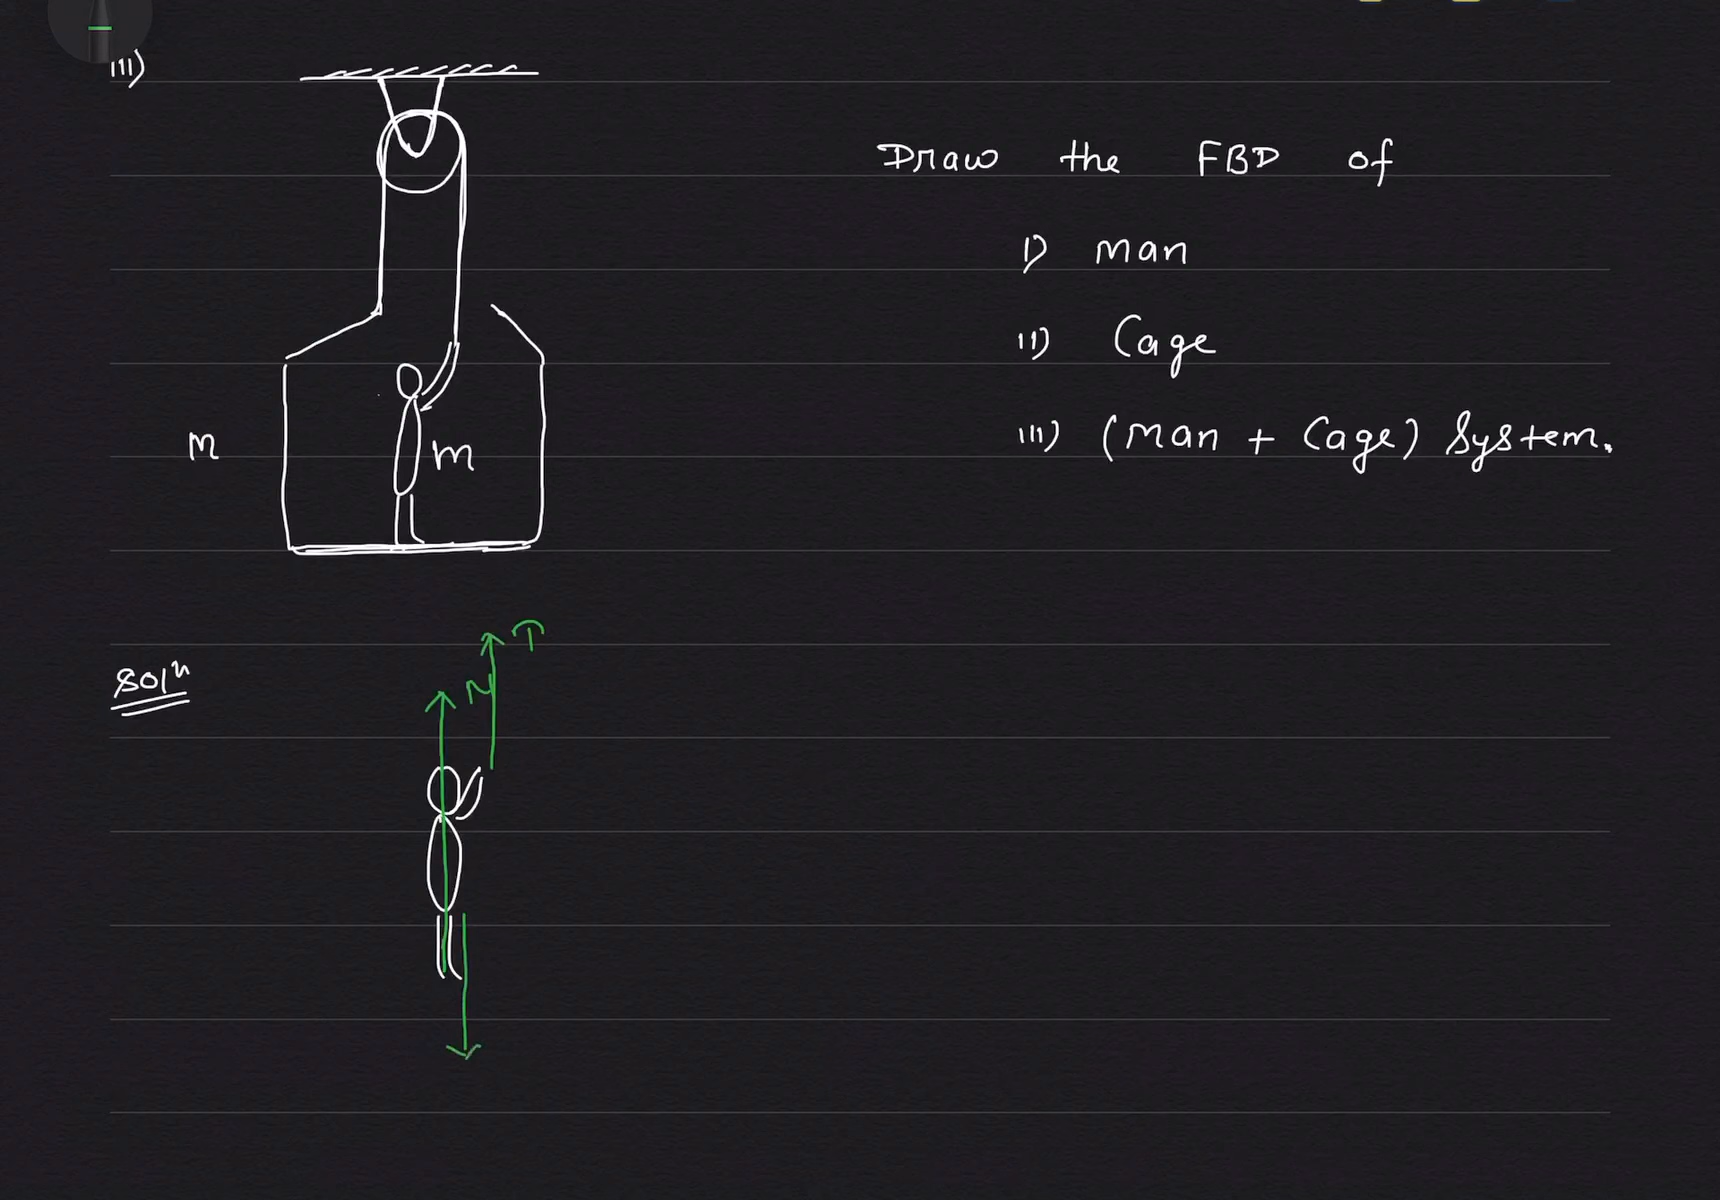 III)
Draw the FBD of
I) Man
II) Cage
m
m
III) (Man + Cage) System.
T
N
Solⁿ